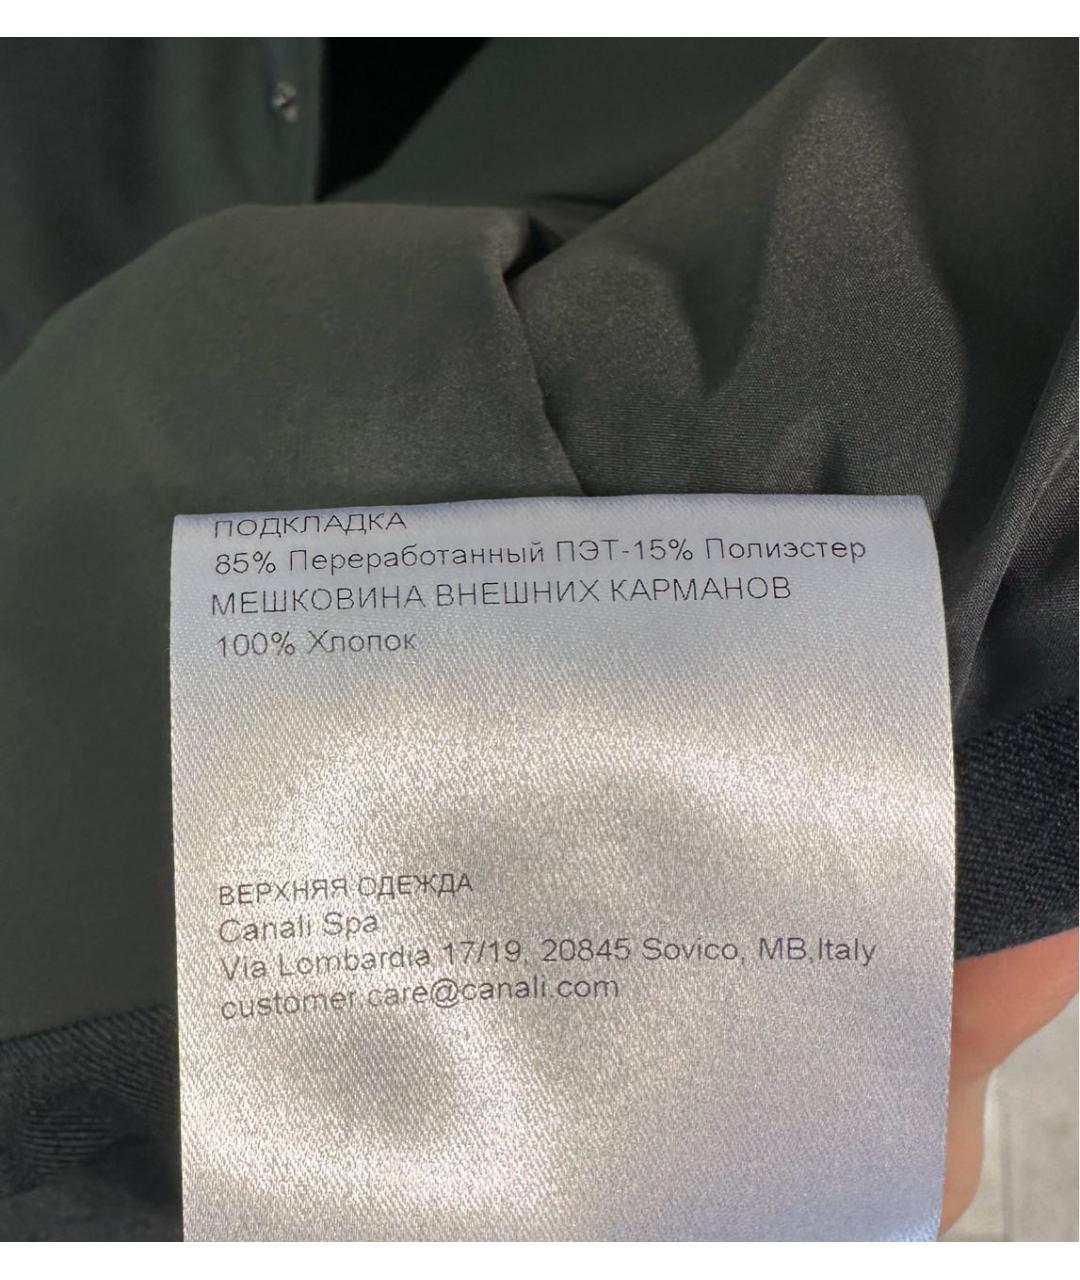 ПОДКЛАДКА
85% Переработанный ПЭТ-15% Полиэстер
МЕШКОВИНА ВНЕШНИХ КАРМАНОВ
100% Хлопок
ВЕРХНЯЯ ОДЕЖДА
Canali Spa
Via Lombardia 17/19, 20845 Sovico, MB,Italy
customer.care@canali.com